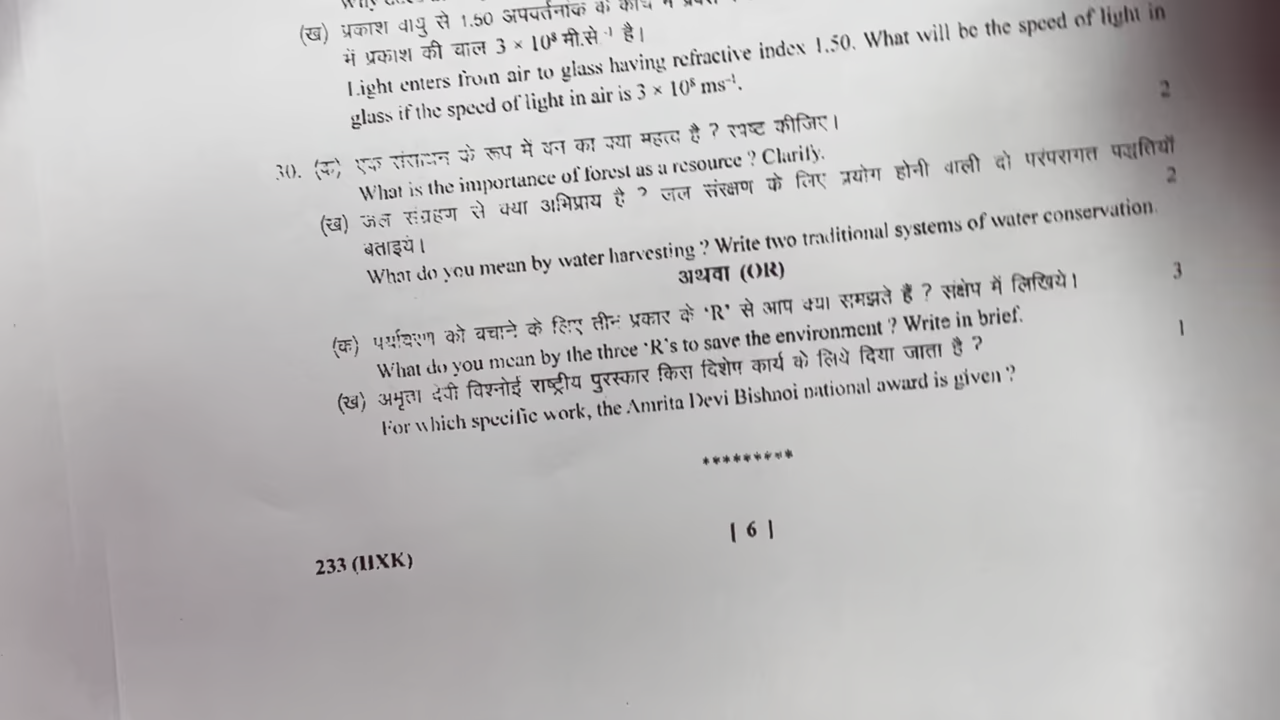 (ख) प्रकाश वायु से 1.50 अपवर्तनांक के काँच में
में प्रकाश की चाल 3 × 10⁸ मी.से⁻¹ है।
Light enters from air to glass having refractive index 1.50. What will be the speed of light in
glass if the speed of light in air is 3 × 10⁸ ms⁻¹.
2
30. (क) एक संसाधन के रूप में वन का क्या महत्व है ? स्पष्ट कीजिए।
What is the importance of forest as a resource ? Clarify.
(ख) जल संग्रहण से क्या अभिप्राय है ? जल संरक्षण के लिए प्रयोग होनी वाली दो परंपरागत पद्धतियाँ
बताइये।
2
What do you mean by water harvesting ? Write two traditional systems of water conservation.
अथवा (OR)
(क) पर्यावरण को बचाने के लिए तीन प्रकार के 'R' से आप क्या समझते हैं ? संक्षेप में लिखिये।
3
What do you mean by the three 'R's to save the environment ? Write in brief.
(ख) अमृता देवी विश्नोई राष्ट्रीय पुरस्कार किस विशेष कार्य के लिये दिया जाता है ?
1
For which specific work, the Amrita Devi Bishnoi national award is given ?
*********
| 6 |
233 (HXK)